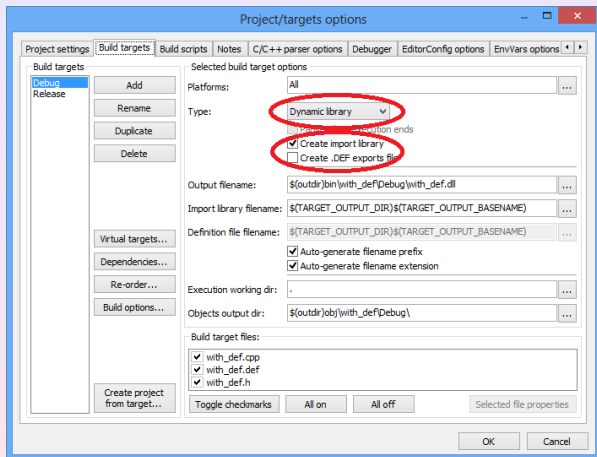 Project/targets options
Project settings
Build targets
Build scripts
Notes
C/C++ parser options
Debugger
EditorConfig options
EnvVars options
Build targets
Debug
Release
Add
Rename
Duplicate
Delete
Virtual targets...
Dependencies...
Re-order...
Build options...
Create project
from target...
Selected build target options
Platforms:
All
...
Type:
Dynamic library
ends
Create import library
Create .DEF exports file
Output filename:
$(outdir)bin\with_def\Debug\with_def.dll
...
Import library filename:
$(TARGET_OUTPUT_DIR)$(TARGET_OUTPUT_BASENAME)
...
Definition file filename:
$(TARGET_OUTPUT_DIR)$(TARGET_OUTPUT_BASENAME)
...
Auto-generate filename prefix
Auto-generate filename extension
Execution working dir:
.
...
Objects output dir:
$(outdir)obj\with_def\Debug\
...
Build target files:
with_def.cpp
with_def.def
with_def.h
Toggle checkmarks
All on
All off
Selected file properties
OK
Cancel